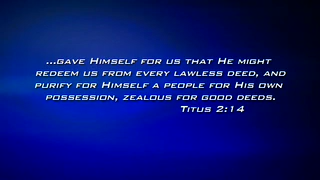 ...gave Himself for us that He might
redeem us from every lawless deed, and
purify for Himself a people for His own
possession, zealous for good deeds.
Titus 2:14